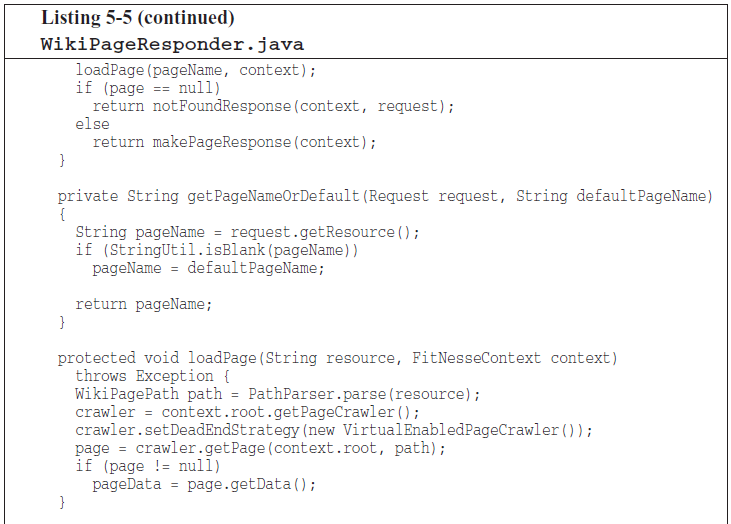 Listing 5-5 (continued)
WikiPageResponder.java
loadPage(pageName, context);
if (page == null)
return notFoundResponse(context, request);
else
return makePageResponse(context);
}
private String getPageNameOrDefault(Request request, String defaultPageName)
{
String pageName = request.getResource();
if (StringUtil.isBlank(pageName))
pageName = defaultPageName;
return pageName;
}
protected void loadPage(String resource, FitNesseContext context)
throws Exception {
WikiPagePath path = PathParser.parse(resource);
crawler = context.root.getPageCrawler();
crawler.setDeadEndStrategy(new VirtualEnabledPageCrawler());
page = crawler.getPage(context.root, path);
if (page != null)
pageData = page.getData();
}